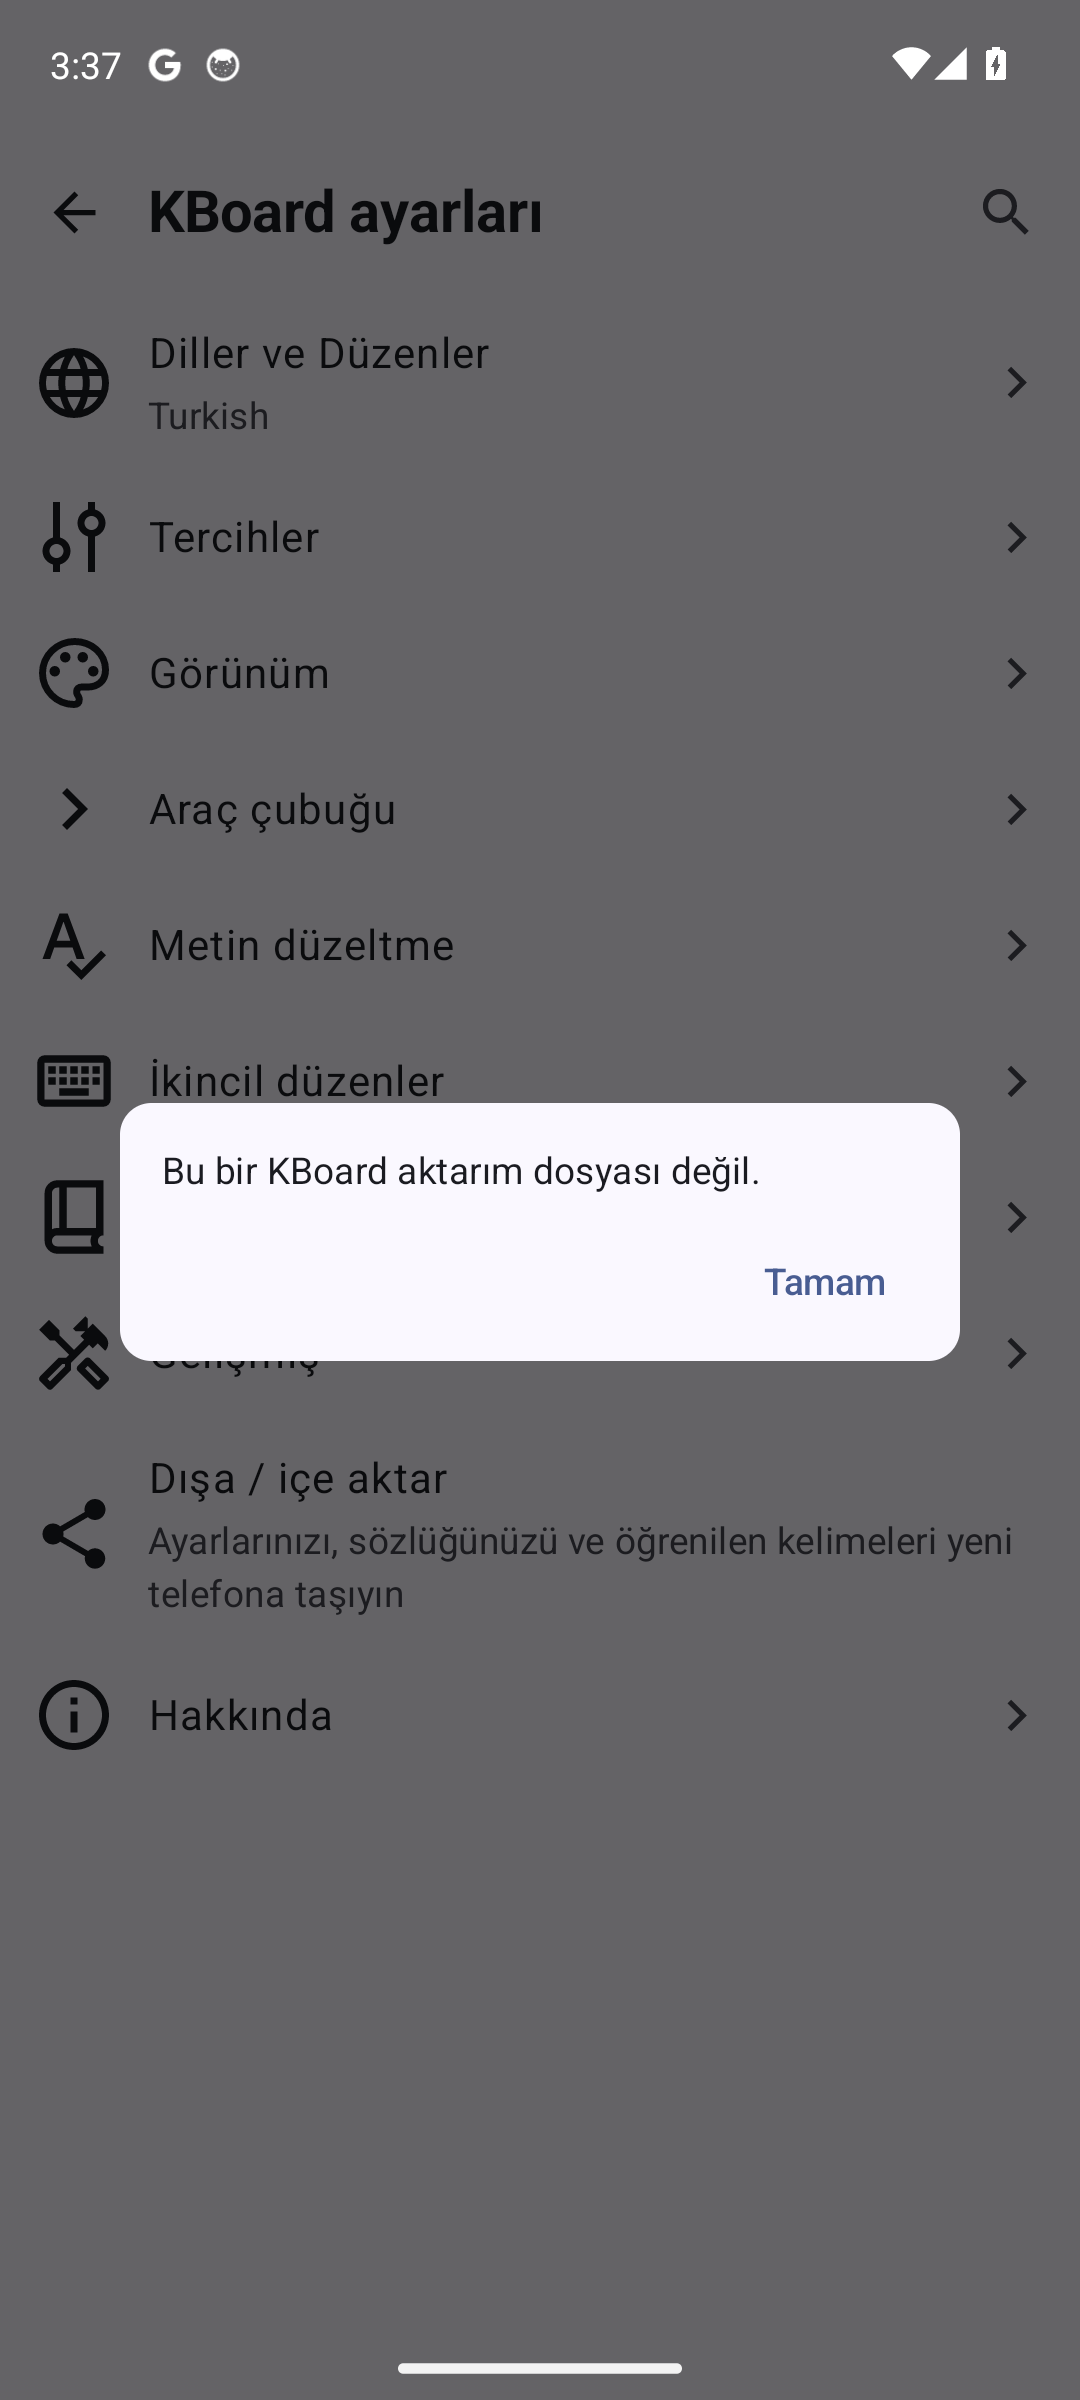 3:37
KBoard ayarları
Diller ve Düzenler
Turkish
Tercihler
Görünüm
Araç çubuğu
Metin düzeltme
İkincil düzenler
Bu bir KBoard aktarım dosyası değil.
Tamam
Gelişmiş
Dışa / içe aktar
Ayarlarınızı, sözlüğünüzü ve öğrenilen kelimeleri yeni
telefona taşıyın
Hakkında